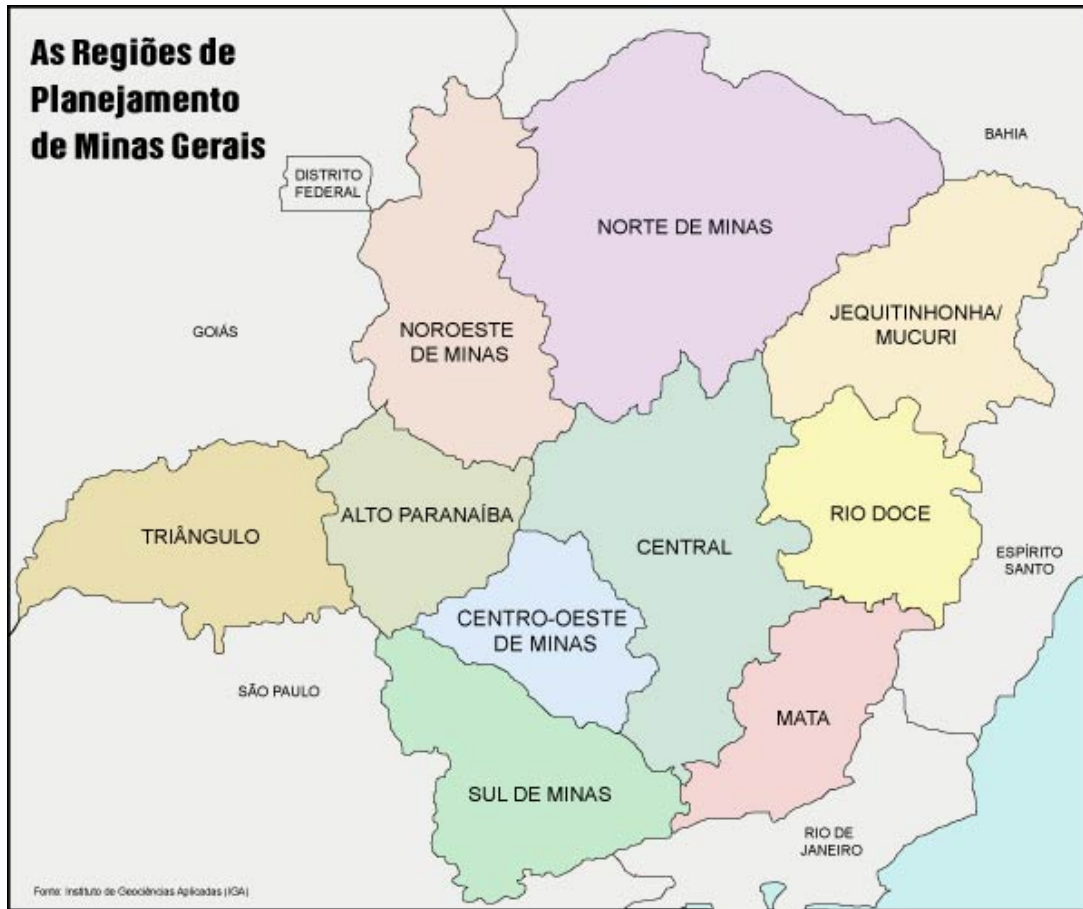 As Regiões de
Planejamento
de Minas Gerais
BAHIA
DISTRITO
FEDERAL
NORTE DE MINAS
JEQUITINHONHA/
MUCURI
GOIÁS
NOROESTE
DE MINAS
ALTO PARANAÍBA
RIO DOCE
TRIÂNGULO
CENTRAL
ESPÍRITO
SANTO
CENTRO-OESTE
DE MINAS
SÃO PAULO
MATA
SUL DE MINAS
RIO DE
JANEIRO
Fonte: Instituto de Geociências Aplicadas (IGA)